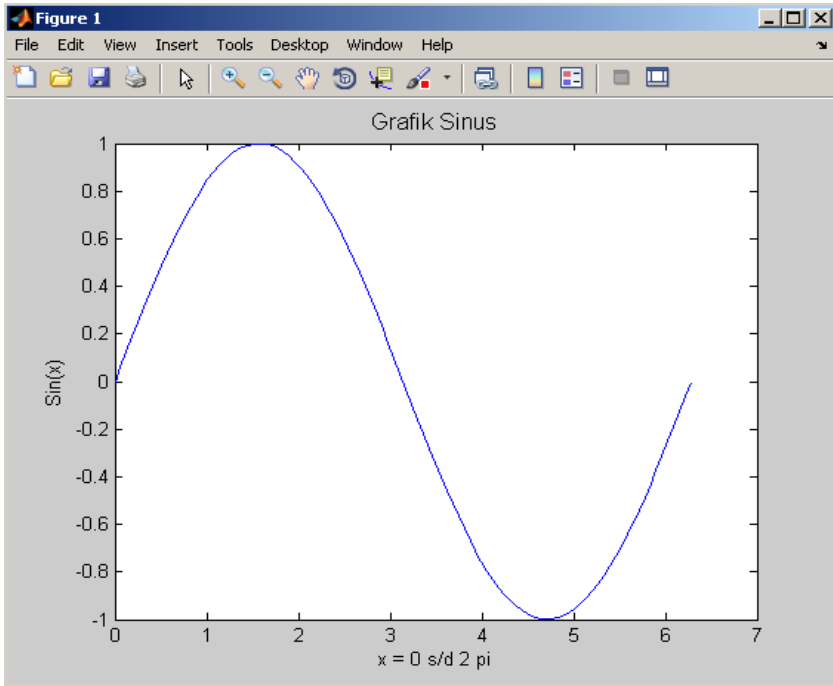 Figure 1
File Edit View Insert Tools Desktop Window Help
Grafik Sinus
1
0.8
0.6
0.4
0.2
0
-0.2
-0.4
-0.6
-0.8
-1
Sin(x)
0 1 2 3 4 5 6 7
x = 0 s/d 2 pi